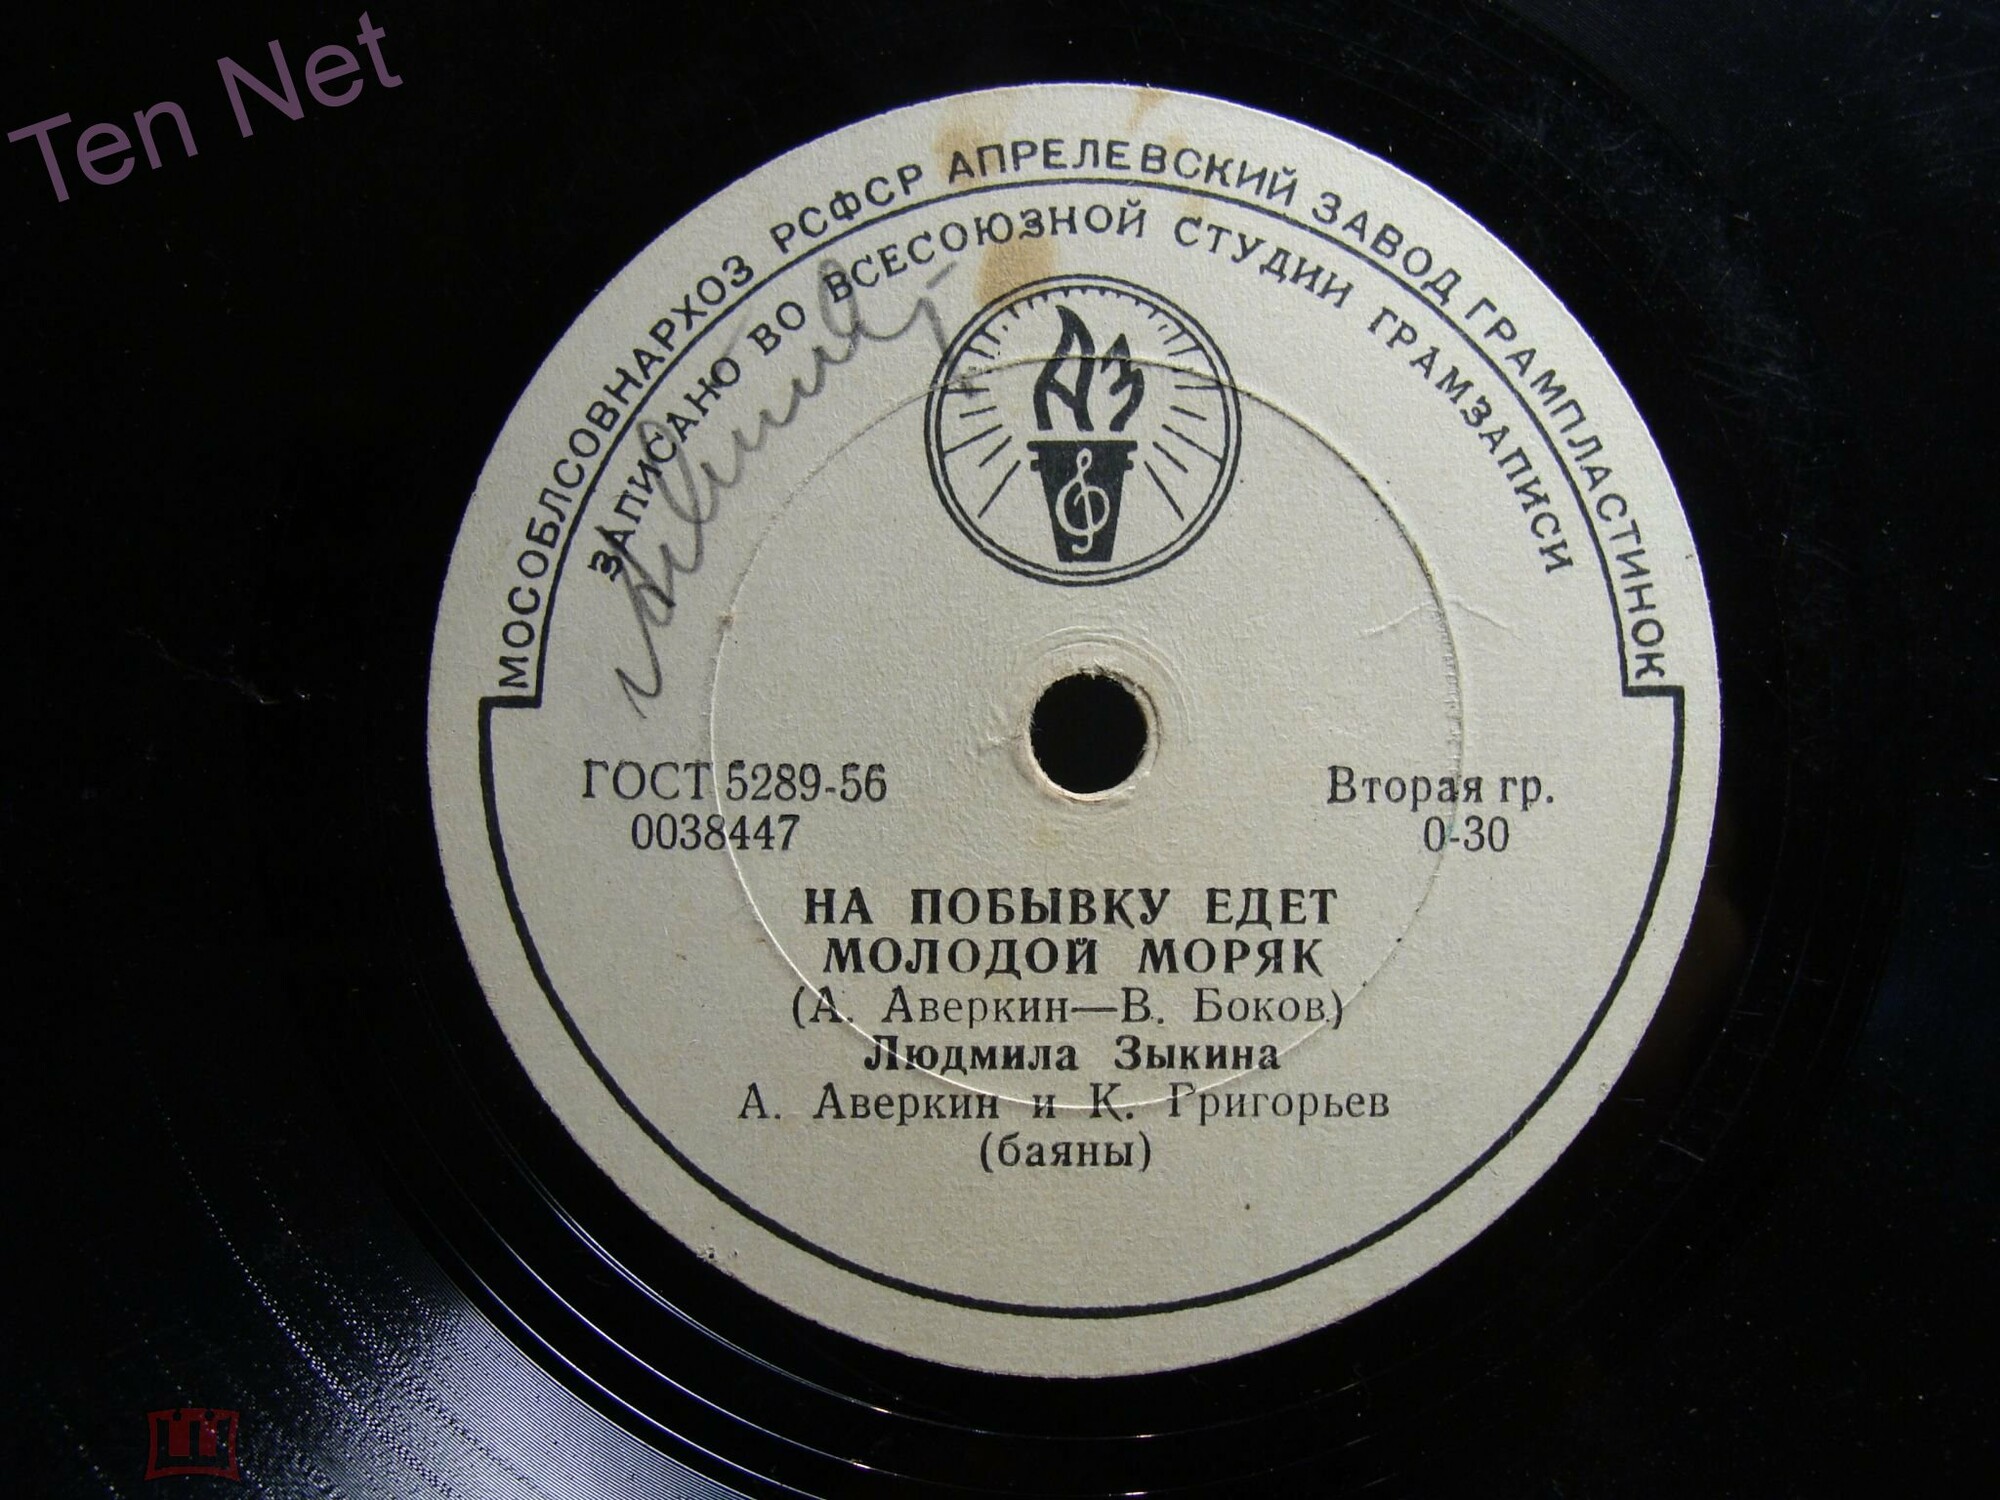 Ten Net
МОСОБЛСОВНАРХОЗ РСФСР АПРЕЛЕВСКИЙ ЗАВОД ГРАМПЛАСТИНОК
ЗАПИСАНО ВО ВСЕСОЮЗНОЙ СТУДИИ ГРАМЗАПИСИ
АЗ
ГОСТ 5289-56
0038447
Вторая гр.
0-30
НА ПОБЫВКУ ЕДЕТ
МОЛОДОЙ МОРЯК
(А. Аверкин—В. Боков)
Людмила Зыкина
А. Аверкин и К. Григорьев
(баяны)